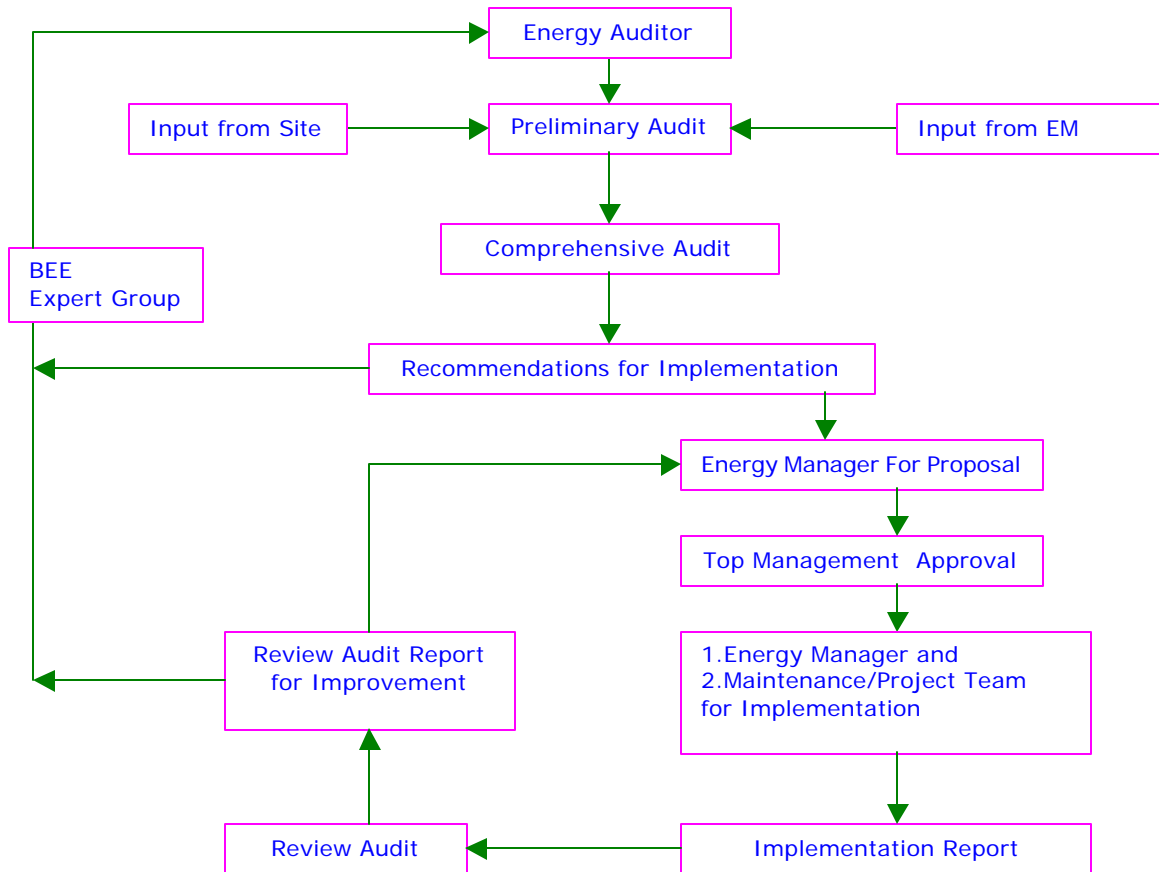 Energy Auditor
Input from Site
Preliminary Audit
Input from EM
Comprehensive Audit
BEE
Expert Group
Recommendations for Implementation
Energy Manager For Proposal
Top Management  Approval
Review Audit Report
for Improvement
1.Energy Manager and
2.Maintenance/Project Team
for Implementation
Review Audit
Implementation Report